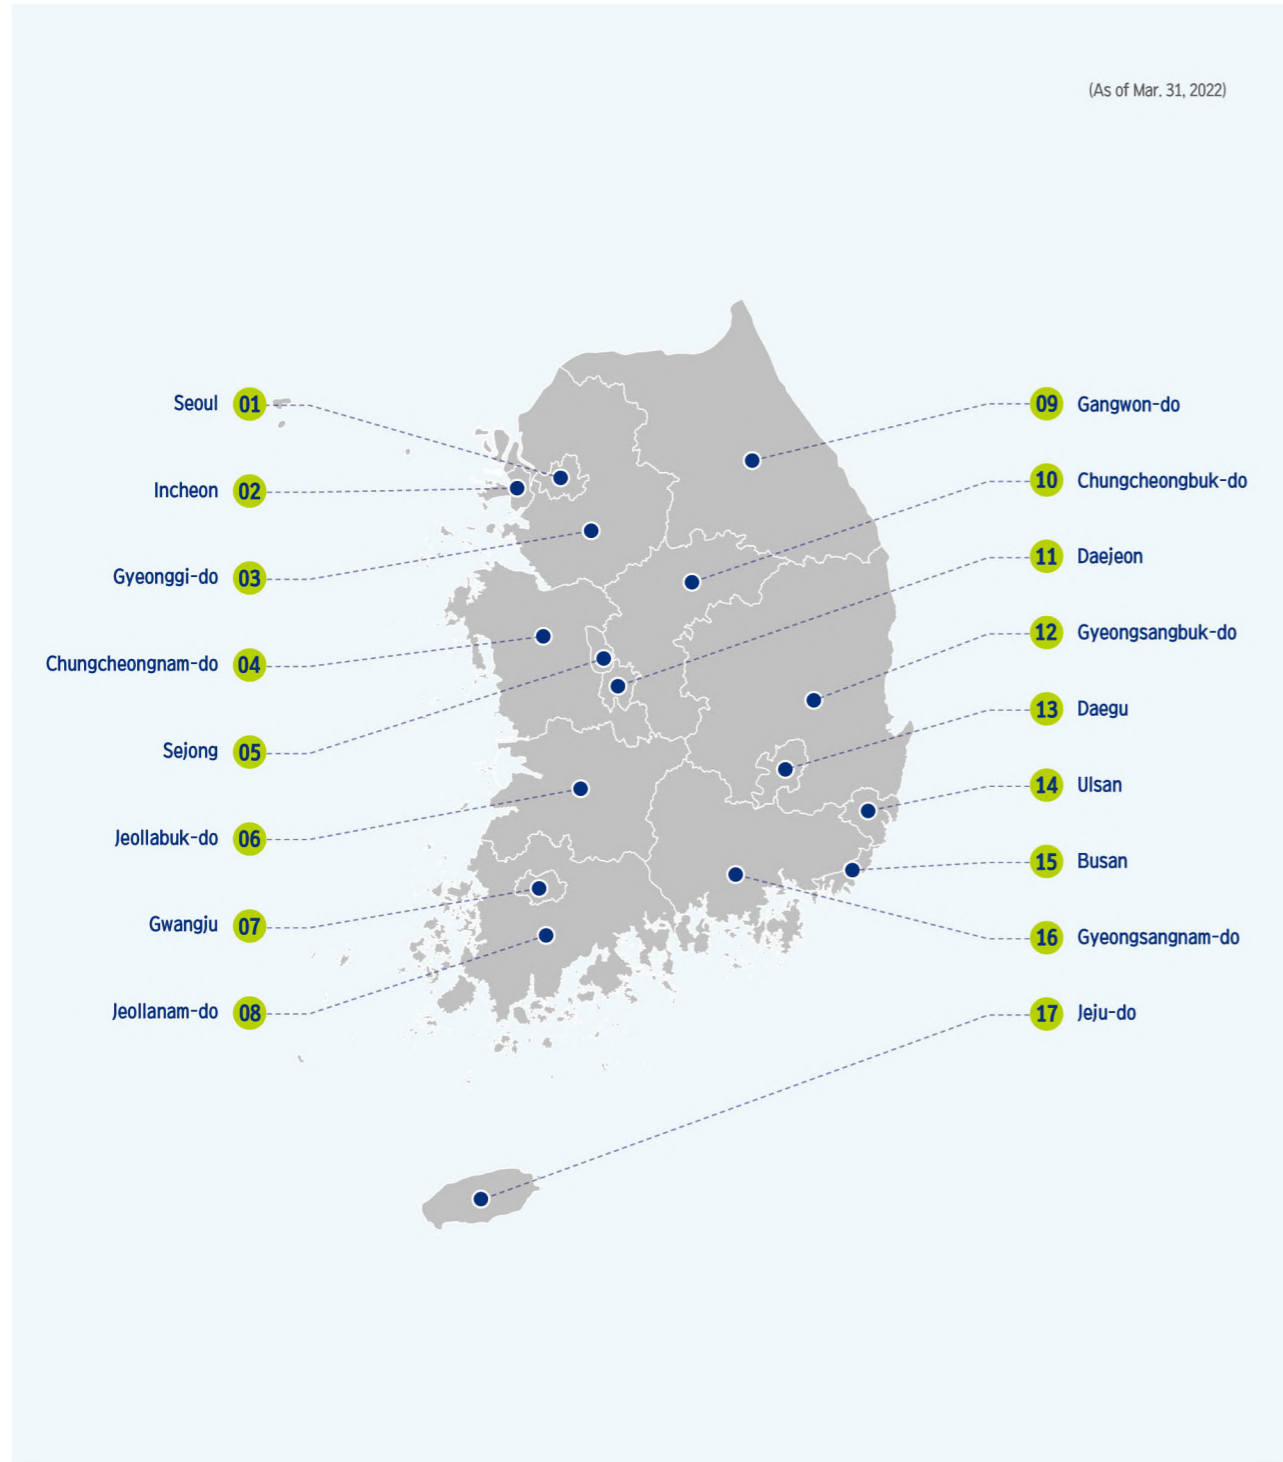 (As of Mar. 31, 2022)
Seoul 01
Incheon 02
Gyeonggi-do 03
Chungcheongnam-do 04
Sejong 05
Jeollabuk-do 06
Gwangju 07
Jeollanam-do 08
09 Gangwon-do
10 Chungcheongbuk-do
11 Daejeon
12 Gyeongsangbuk-do
13 Daegu
14 Ulsan
15 Busan
16 Gyeongsangnam-do
17 Jeju-do